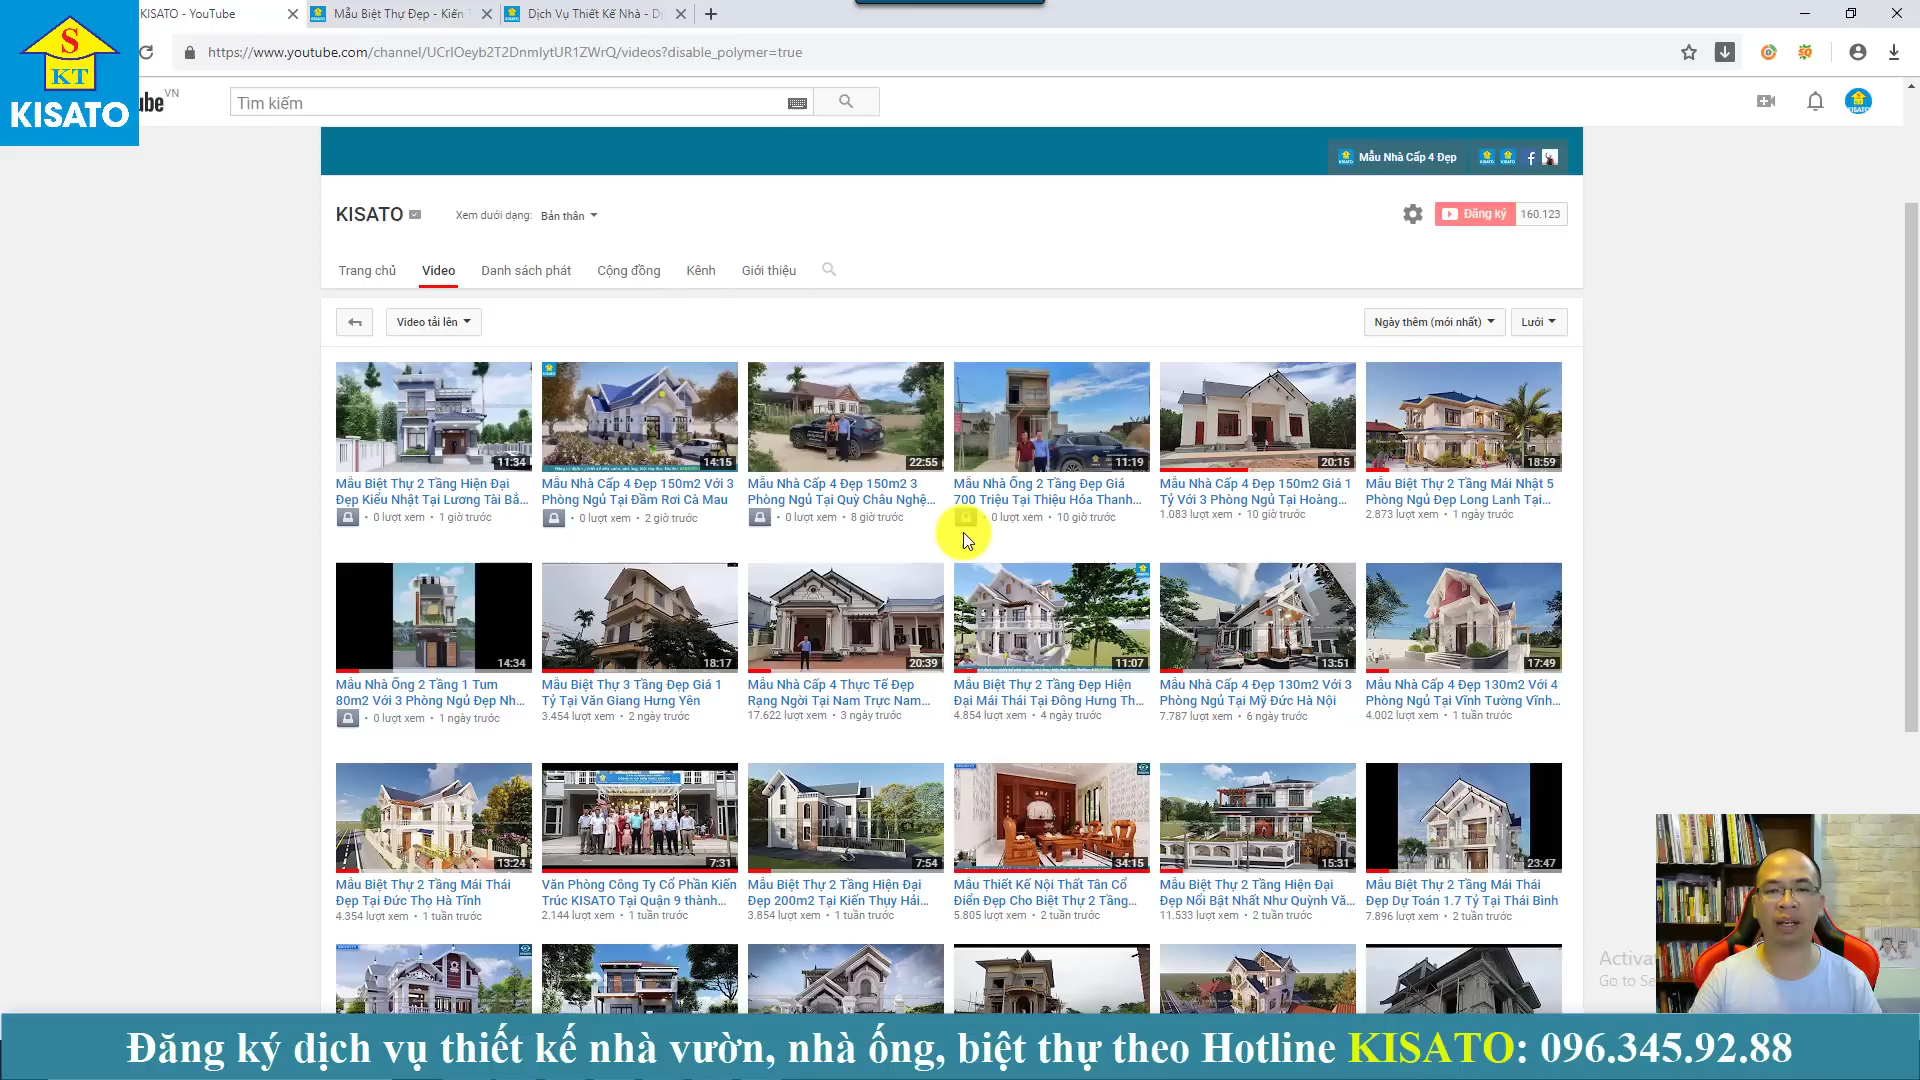 KISATO - YouTube
Mẫu Biệt Thự Đẹp - Kiến T
Dịch Vụ Thiết Kế Nhà - Dị
https://www.youtube.com/channel/UCrIOeyb2T2DnmIytUR1ZWrQ/videos?disable_polymer=true
S
KT
KISATO
ube VN
Tìm kiếm
Mẫu Nhà Cấp 4 Đẹp
KISATO
Xem dưới dạng: Bản thân
Đăng ký 160.123
Trang chủ Video Danh sách phát Cộng đồng Kênh Giới thiệu
Video tải lên
Ngày thêm (mới nhất) Lưới
11:34 14:15 22:55 11:19 20:15 18:59
Mẫu Biệt Thự 2 Tầng Hiện Đại Đẹp Kiểu Nhật Tại Lương Tài Bắ...
0 lượt xem • 1 giờ trước
Mẫu Nhà Cấp 4 Đẹp 150m2 Với 3 Phòng Ngủ Tại Đầm Rơi Cà Mau
0 lượt xem • 2 giờ trước
Mẫu Nhà Cấp 4 Đẹp 150m2 3 Phòng Ngủ Tại Quỳ Châu Nghệ...
0 lượt xem • 8 giờ trước
Mẫu Nhà Ống 2 Tầng Đẹp Giá 700 Triệu Tại Thiệu Hóa Thanh...
0 lượt xem • 10 giờ trước
Mẫu Nhà Cấp 4 Đẹp 150m2 Giá 1 Tỷ Với 3 Phòng Ngủ Tại Hoàng...
1.083 lượt xem • 10 giờ trước
Mẫu Biệt Thự 2 Tầng Mái Nhật 5 Phòng Ngủ Đẹp Long Lanh Tại...
2.873 lượt xem • 1 ngày trước
14:34 18:17 20:39 11:07 13:51 17:49
Mẫu Nhà Ống 2 Tầng 1 Tum 80m2 Với 3 Phòng Ngủ Đẹp Nh...
0 lượt xem • 1 ngày trước
Mẫu Biệt Thự 3 Tầng Đẹp Giá 1 Tỷ Tại Văn Giang Hưng Yên
3.454 lượt xem • 2 ngày trước
Mẫu Nhà Cấp 4 Thực Tế Đẹp Rạng Ngời Tại Nam Trực Nam...
17.622 lượt xem • 3 ngày trước
Mẫu Biệt Thự 2 Tầng Đẹp Hiện Đại Mái Thái Tại Đông Hưng Th...
4.854 lượt xem • 4 ngày trước
Mẫu Nhà Cấp 4 Đẹp 130m2 Với 3 Phòng Ngủ Tại Mỹ Đức Hà Nội
7.787 lượt xem • 6 ngày trước
Mẫu Nhà Cấp 4 Đẹp 130m2 Với 4 Phòng Ngủ Tại Vĩnh Tường Vĩnh...
4.002 lượt xem • 1 tuần trước
13:24 7:31 7:54 34:15 15:31 23:47
Mẫu Biệt Thự 2 Tầng Mái Thái Đẹp Tại Đức Thọ Hà Tĩnh
4.354 lượt xem • 1 tuần trước
Văn Phòng Công Ty Cổ Phần Kiến Trúc KISATO Tại Quận 9 thành...
2.144 lượt xem • 1 tuần trước
Mẫu Biệt Thự 2 Tầng Hiện Đại Đẹp 200m2 Tại Kiến Thụy Hải...
3.854 lượt xem • 1 tuần trước
Mẫu Thiết Kế Nội Thất Tân Cổ Điển Đẹp Cho Biệt Thự 2 Tầng...
5.805 lượt xem • 2 tuần trước
Mẫu Biệt Thự 2 Tầng Hiện Đại Đẹp Nổi Bật Nhất Như Quỳnh Vă...
11.533 lượt xem • 2 tuần trước
Mẫu Biệt Thự 2 Tầng Mái Thái Đẹp Dự Toán 1.7 Tỷ Tại Thái Bình
7.896 lượt xem • 2 tuần trước
Activa
Go to Se
Đăng ký dịch vụ thiết kế nhà vườn, nhà ống, biệt thự theo Hotline KISATO: 096.345.92.88